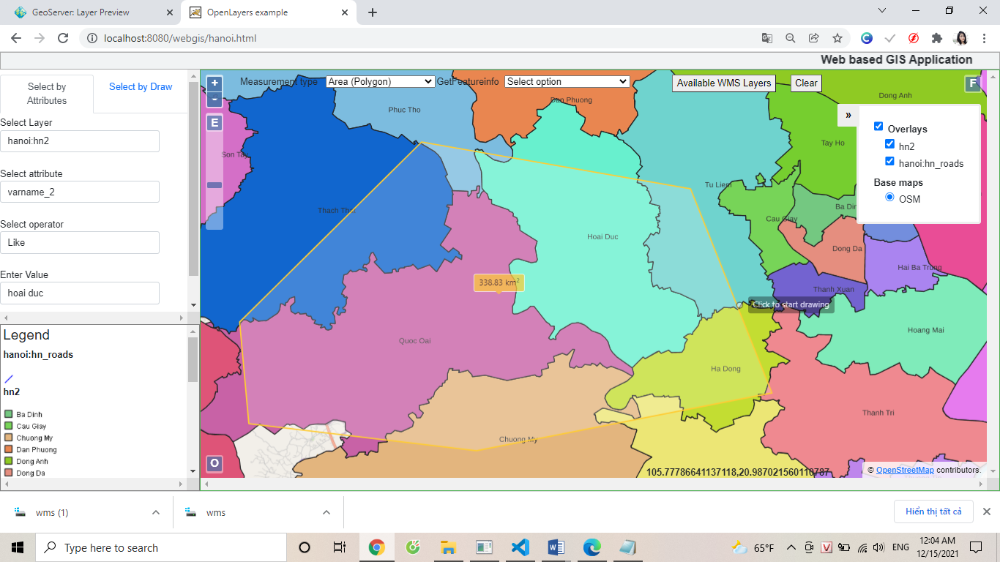 GeoServer: Layer Preview
OpenLayers example
localhost:8080/webgis/hanoi.html
Web based GIS Application
Select by Attributes
Select by Draw
Select Layer
hanoi:hn2
Select attribute
varname_2
Select operator
Like
Enter Value
hoai duc
Legend
hanoi:hn_roads
hn2
Ba Dinh
Cau Giay
Chuong My
Dan Phuong
Dong Anh
Dong Da
+
-
E
O
F
Measurement type
Area (Polygon)
GetFeatureinfo
Select option
Available WMS Layers
Clear
»
Overlays
hn2
hanoi:hn_roads
Base maps
OSM
Phuc Tho
Dan Phuong
Dong Anh
Son Tay
Tay Ho
Tu Liem
Thach That
Ba Dinh
Cau Giay
Hoai Duc
Dong Da
Hai Ba Trong
338.83 km²
Thanh Xuan
Click to start drawing
Hoang Mai
Quoc Oai
Ha Dong
Thanh Tri
Chuong My
105.77786641137118,20.987021560110787
© OpenStreetMap contributors.
wms (1)
wms
Hiển thị tất cả
Type here to search
65°F
V
ENG
12:04 AM
12/15/2021